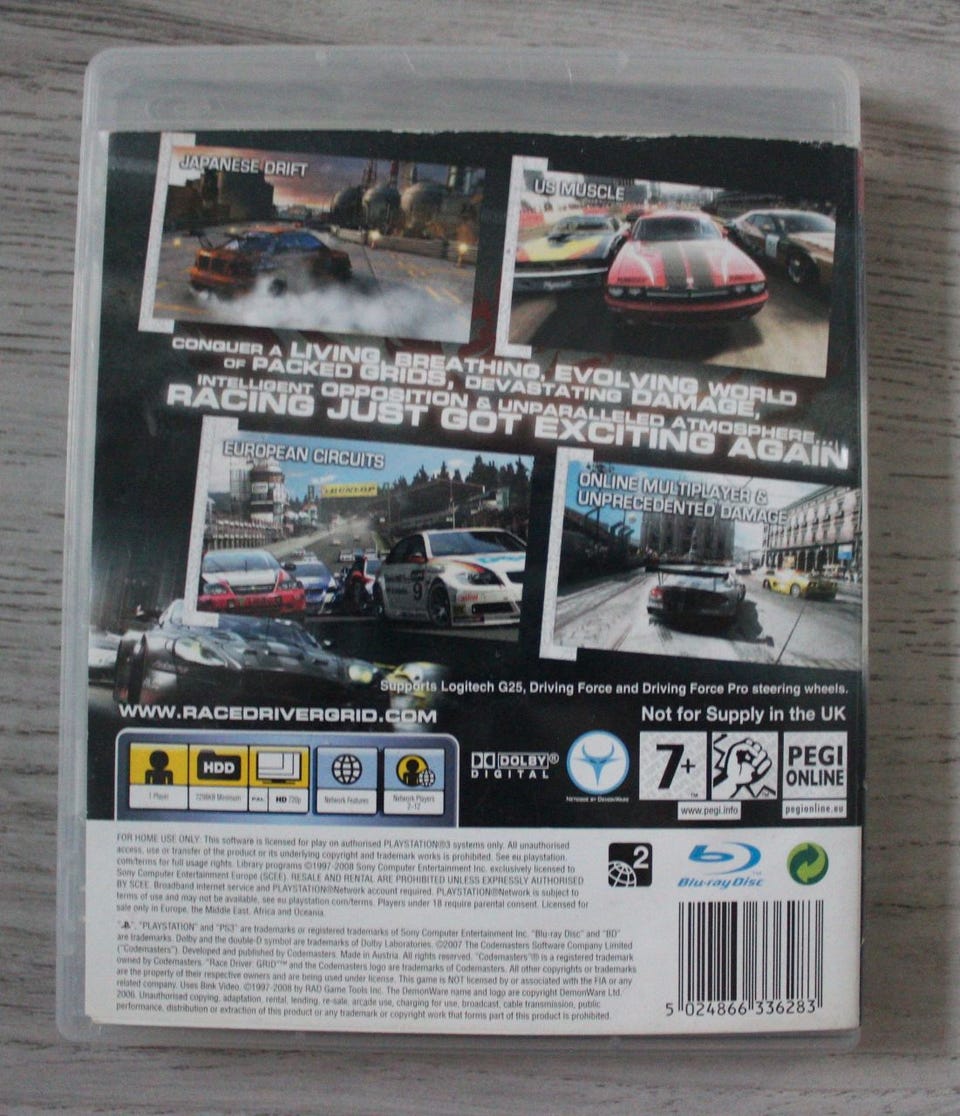 JAPANESE DRIFT
US MUSCLE
CONQUER A LIVING, BREATHING, EVOLVING WORLD
OF PACKED GRIDS, DEVASTATING DAMAGE,
INTELLIGENT OPPOSITION & UNPARALLELED ATMOSPHERE...
RACING JUST GOT EXCITING AGAIN
EUROPEAN CIRCUITS
DUNLOP
9
ONLINE MULTIPLAYER &
UNPRECEDENTED DAMAGE
Supports Logitech G25, Driving Force and Driving Force Pro steering wheels.
WWW.RACEDRIVERGRID.COM
Not for Supply in the UK
HDD
1 Player
Minimum
PAL HD 720p
Network Features
Network Players
2-12
DOLBY®
DIGITAL
NETWORK BY DEMONWARE
7+
www.pegi.info
PEGI
ONLINE
pegionline.eu
FOR HOME USE ONLY: This software is licensed for play on authorised PLAYSTATION®3 systems only. All unauthorised
access, use or transfer of the product or its underlying copyright and trademark works is prohibited. See eu.playstation.
com/terms for full usage rights. Library programs ©1997-2008 Sony Computer Entertainment Inc. exclusively licensed to
Sony Computer Entertainment Europe (SCEE). RESALE AND RENTAL ARE PROHIBITED UNLESS EXPRESSLY AUTHORISED
BY SCEE. Broadband internet service and PLAYSTATION®Network account required. PLAYSTATION®Network is subject to
terms of use and may not be available, see eu.playstation.com/terms. Players under 18 require parental consent. Licensed for
sale only in Europe, the Middle East, Africa and Oceania.
2
Blu-ray Disc
", "PLAYSTATION" and "PS3" are trademarks or registered trademarks of Sony Computer Entertainment Inc. "Blu-ray Disc" and "BD"
are trademarks. Dolby and the double-D symbol are trademarks of Dolby Laboratories. ©2007 The Codemasters Software Company Limited
("Codemasters"). Developed and published by Codemasters. Made in Austria. All rights reserved. "Codemasters"® is a registered trademark
owned by Codemasters. "Race Driver: GRID"™ and the Codemasters logo are trademarks of Codemasters. All other copyrights or trademarks
are the property of their respective owners and are being used under license. This game is NOT licensed by or associated with the FIA or any
related company. Uses Bink Video. ©1997-2008 by RAD Game Tools Inc. The DemonWare name and logo are copyright DemonWare Ltd.
2006. Unauthorised copying, adaptation, rental, lending, re-sale, arcade use, charging for use, broadcast, cable transmission, public
performance, distribution or extraction of this product or any trademark or copyright work that forms part of this product is prohibited.
5 024866 336283